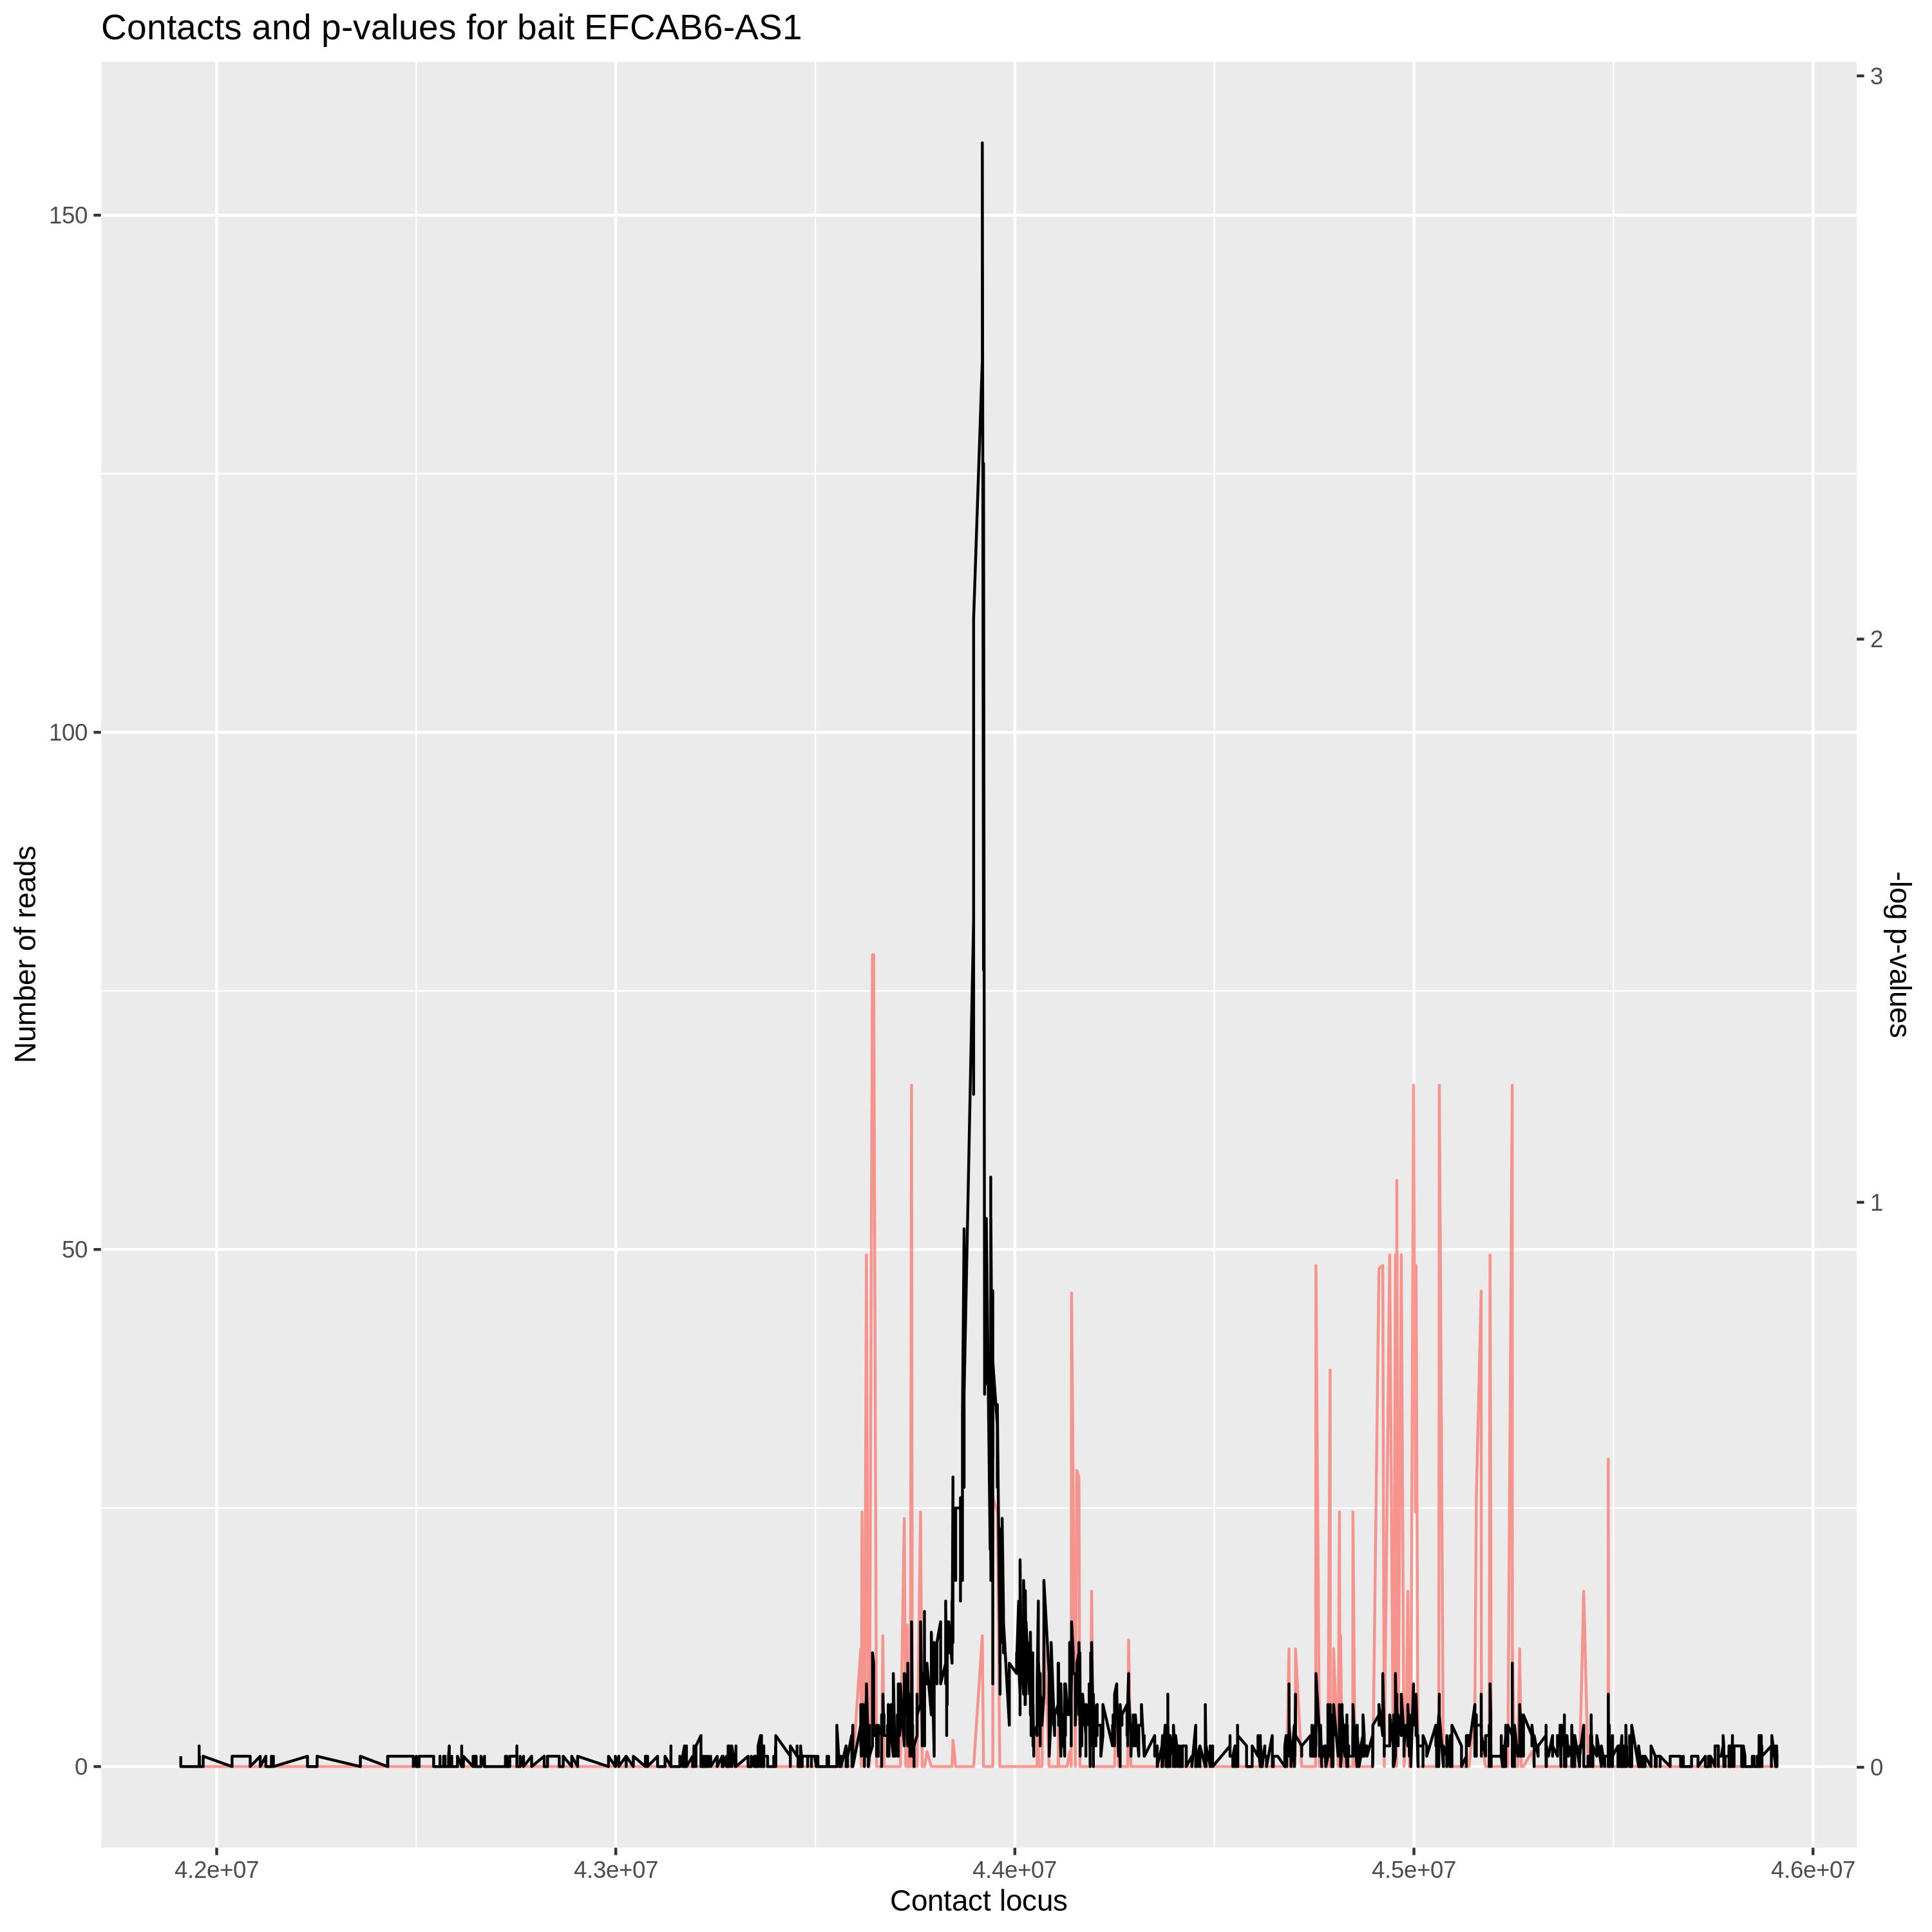 Contacts and p-values for bait EFCAB6-AS1
3
150
2
100
Number of reads
-log p-values
1
50
0
0
4.2e+07
4.3e+07
4.4e+07
4.5e+07
4.6e+07
Contact locus